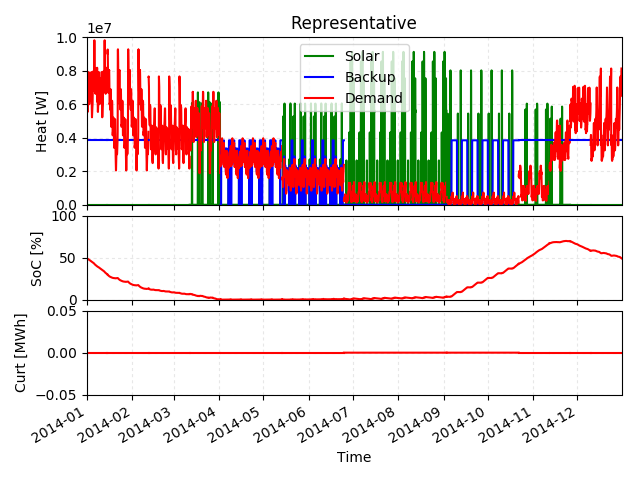 Representative
1e7
1.0
0.8
0.6
0.4
0.2
0.0
Heat [W]
Solar
Backup
Demand
100
50
0
SoC [%]
0.05
0.00
−0.05
Curt [MWh]
2014-01
2014-02
2014-03
2014-04
2014-05
2014-06
2014-07
2014-08
2014-09
2014-10
2014-11
2014-12
Time